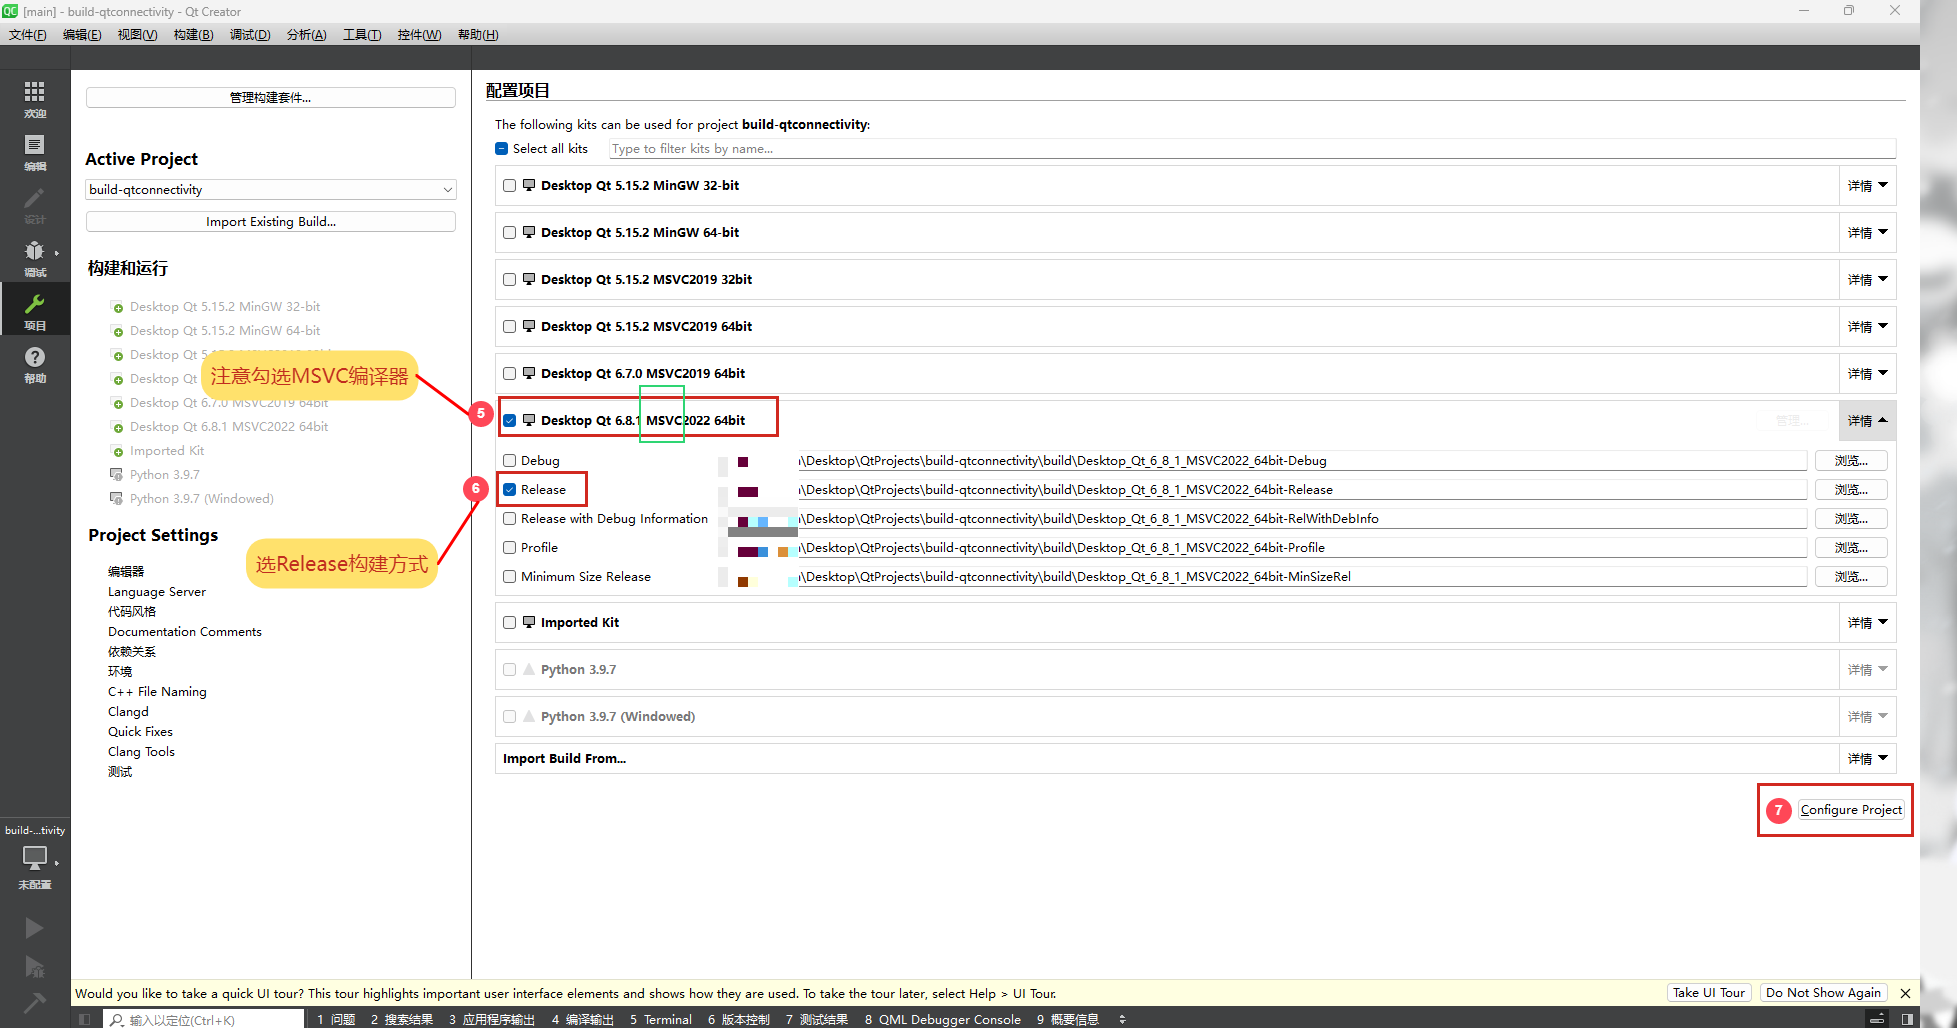 [main] - build-qtconnectivity - Qt Creator
文件(F) 编辑(E) 视图(V) 构建(B) 调试(D) 分析(A) 工具(T) 控件(W) 帮助(H)
欢迎
编辑
设计
调试
项目
帮助
build-...tivity
未配置
管理构建套件...
Active Project
build-qtconnectivity
Import Existing Build...
构建和运行
Desktop Qt 5.15.2 MinGW 32-bit
Desktop Qt 5.15.2 MinGW 64-bit
Desktop Qt 5
Desktop Qt
Desktop Qt 6.7.0 MSVC2019 64bit
Desktop Qt 6.8.1 MSVC2022 64bit
Imported Kit
Python 3.9.7
Python 3.9.7 (Windowed)
注意勾选MSVC编译器
Project Settings
选Release构建方式
编辑器
Language Server
代码风格
Documentation Comments
依赖关系
环境
C++ File Naming
Clangd
Quick Fixes
Clang Tools
测试
配置项目
The following kits can be used for project build-qtconnectivity:
Select all kits Type to filter kits by name...
Desktop Qt 5.15.2 MinGW 32-bit 详情
Desktop Qt 5.15.2 MinGW 64-bit 详情
Desktop Qt 5.15.2 MSVC2019 32bit 详情
Desktop Qt 5.15.2 MSVC2019 64bit 详情
Desktop Qt 6.7.0 MSVC2019 64bit 详情
5 Desktop Qt 6.8.1 MSVC2022 64bit 管理... 详情
Debug \Desktop\QtProjects\build-qtconnectivity\build\Desktop_Qt_6_8_1_MSVC2022_64bit-Debug 浏览...
6 Release \Desktop\QtProjects\build-qtconnectivity\build\Desktop_Qt_6_8_1_MSVC2022_64bit-Release 浏览...
Release with Debug Information \Desktop\QtProjects\build-qtconnectivity\build\Desktop_Qt_6_8_1_MSVC2022_64bit-RelWithDebInfo 浏览...
Profile \Desktop\QtProjects\build-qtconnectivity\build\Desktop_Qt_6_8_1_MSVC2022_64bit-Profile 浏览...
Minimum Size Release \Desktop\QtProjects\build-qtconnectivity\build\Desktop_Qt_6_8_1_MSVC2022_64bit-MinSizeRel 浏览...
Imported Kit 详情
Python 3.9.7 详情
Python 3.9.7 (Windowed) 详情
Import Build From... 详情
7 Configure Project
Would you like to take a quick UI tour? This tour highlights important user interface elements and shows how they are used. To take the tour later, select Help > UI Tour. Take UI Tour Do Not Show Again
输入以定位(Ctrl+K) 1 问题 2 搜索结果 3 应用程序输出 4 编译输出 5 Terminal 6 版本控制 7 测试结果 8 QML Debugger Console 9 概要信息